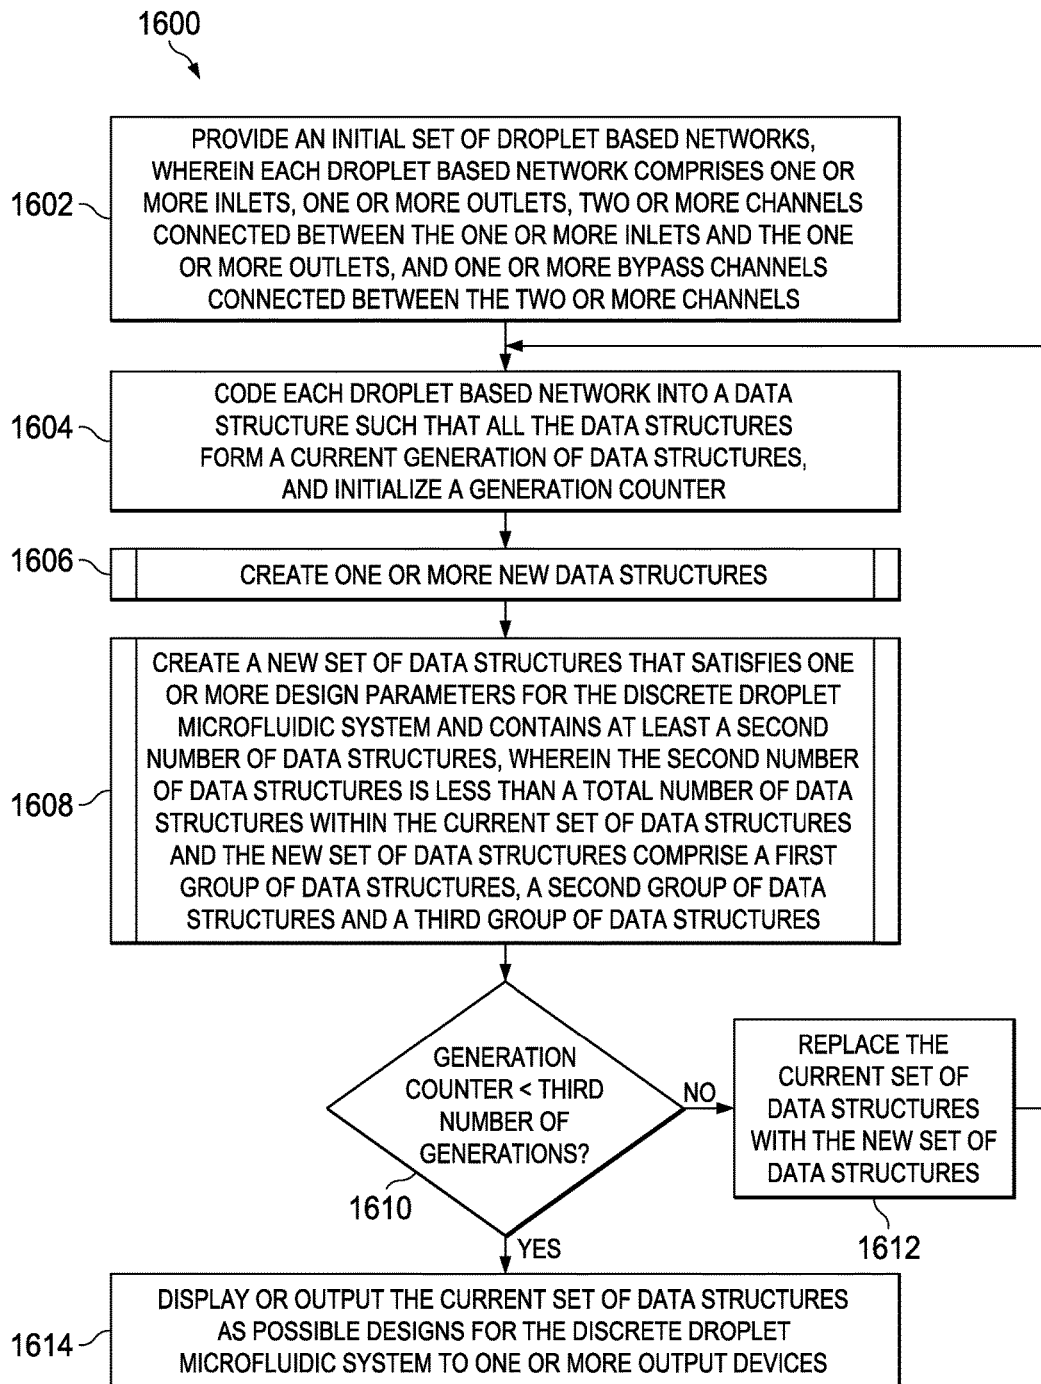 1600
PROVIDE AN INITIAL SET OF DROPLET BASED NETWORKS,
WHEREIN EACH DROPLET BASED NETWORK COMPRISES ONE OR
MORE INLETS, ONE OR MORE OUTLETS, TWO OR MORE CHANNELS
CONNECTED BETWEEN THE ONE OR MORE INLETS AND THE ONE
OR MORE OUTLETS, AND ONE OR MORE BYPASS CHANNELS
CONNECTED BETWEEN THE TWO OR MORE CHANNELS
1602
CODE EACH DROPLET BASED NETWORK INTO A DATA
STRUCTURE SUCH THAT ALL THE DATA STRUCTURES
FORM A CURRENT GENERATION OF DATA STRUCTURES,
AND INITIALIZE A GENERATION COUNTER
1604
1606
CREATE ONE OR MORE NEW DATA STRUCTURES
CREATE A NEW SET OF DATA STRUCTURES THAT SATISFIES ONE
OR MORE DESIGN PARAMETERS FOR THE DISCRETE DROPLET
MICROFLUIDIC SYSTEM AND CONTAINS AT LEAST A SECOND
NUMBER OF DATA STRUCTURES, WHEREIN THE SECOND NUMBER
OF DATA STRUCTURES IS LESS THAN A TOTAL NUMBER OF DATA
STRUCTURES WITHIN THE CURRENT SET OF DATA STRUCTURES
AND THE NEW SET OF DATA STRUCTURES COMPRISE A FIRST
GROUP OF DATA STRUCTURES, A SECOND GROUP OF DATA
STRUCTURES AND A THIRD GROUP OF DATA STRUCTURES
1608
GENERATION
COUNTER < THIRD
NUMBER OF
GENERATIONS?
1610
NO
REPLACE THE
CURRENT SET OF
DATA STRUCTURES
WITH THE NEW SET OF
DATA STRUCTURES
1612
YES
DISPLAY OR OUTPUT THE CURRENT SET OF DATA STRUCTURES
AS POSSIBLE DESIGNS FOR THE DISCRETE DROPLET
MICROFLUIDIC SYSTEM TO ONE OR MORE OUTPUT DEVICES
1614